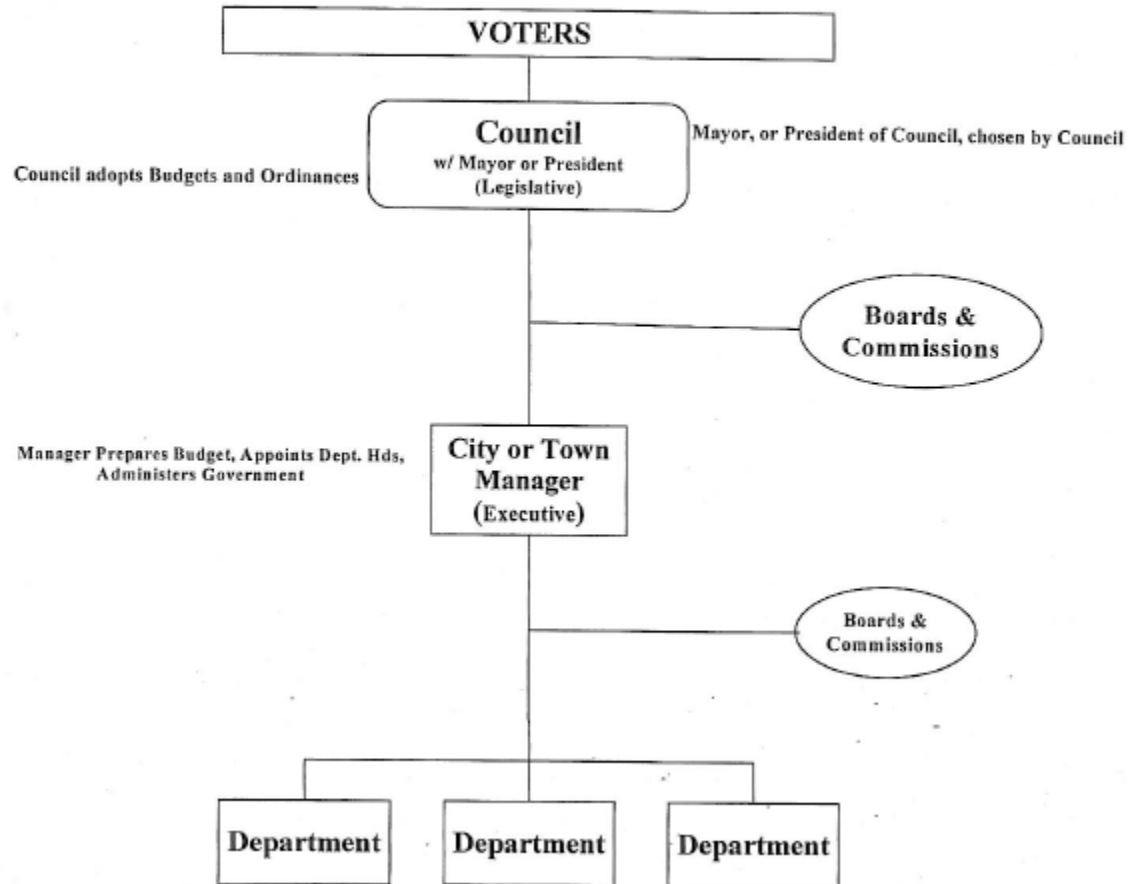 VOTERS
Council
w/ Mayor or President
(Legislative)
Mayor, or President of Council, chosen by Council
Council adopts Budgets and Ordinances
Boards &
Commissions
City or Town
Manager
(Executive)
Manager Prepares Budget, Appoints Dept. Hds,
Administers Government
Boards &
Commissions
Department
Department
Department